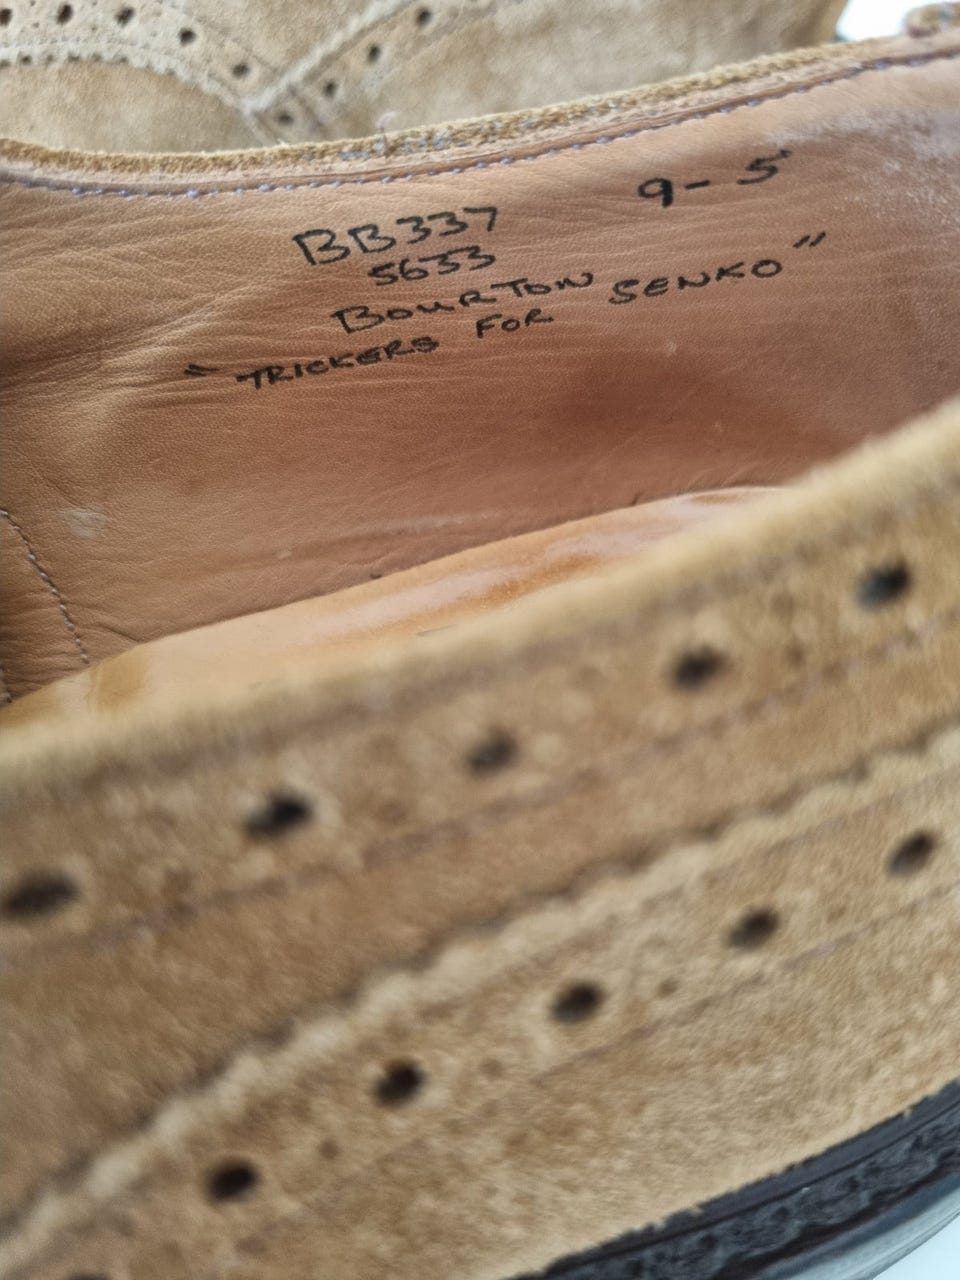 BB337 9-5
5633
BOURTON
"TRICKERS FOR SENKO"